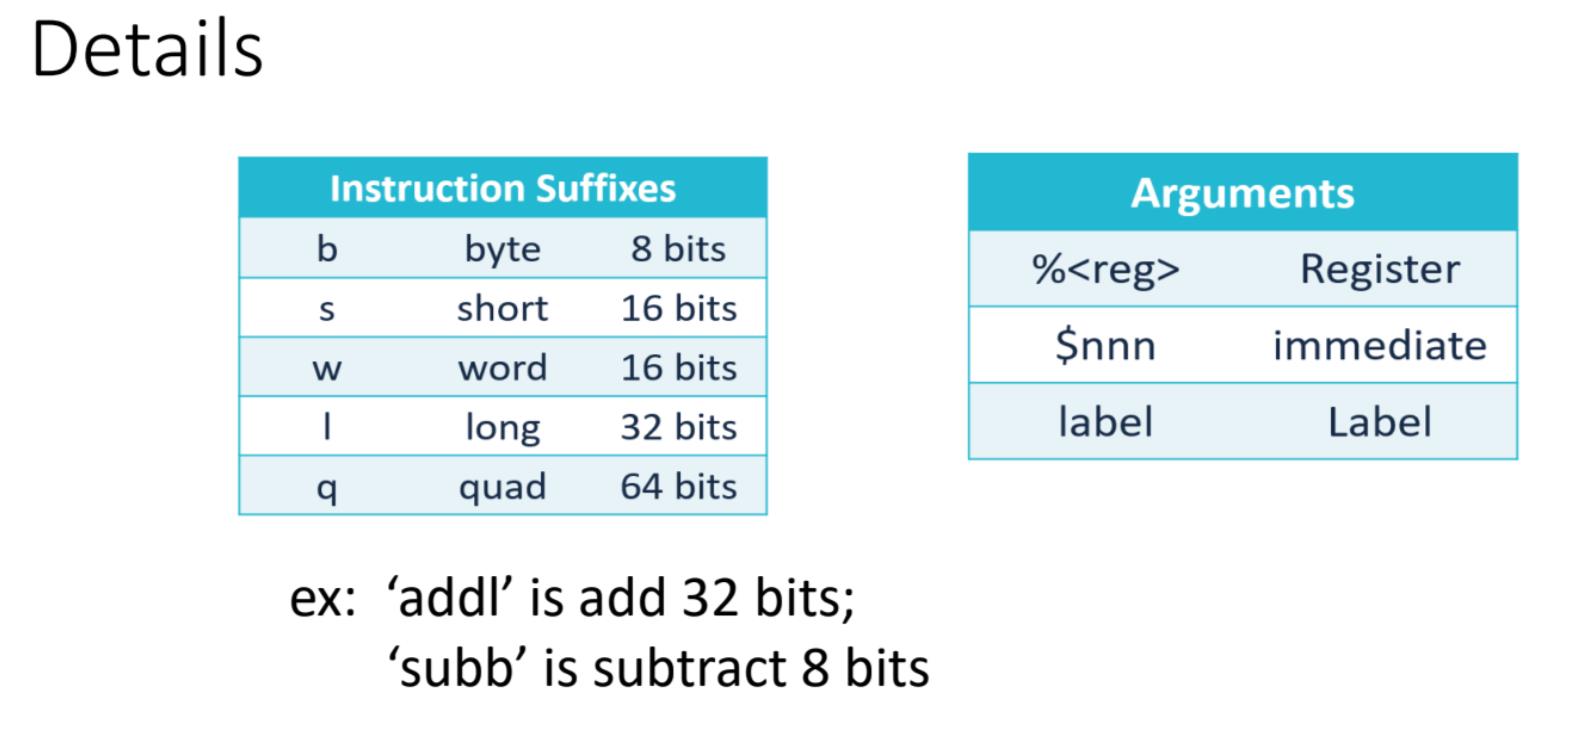 Details
Instruction Suffixes
b byte 8 bits
s short 16 bits
w word 16 bits
l long 32 bits
q quad 64 bits
Arguments
%<reg> Register
$nnn immediate
label Label
ex: ‘addl’ is add 32 bits;
‘subb’ is subtract 8 bits